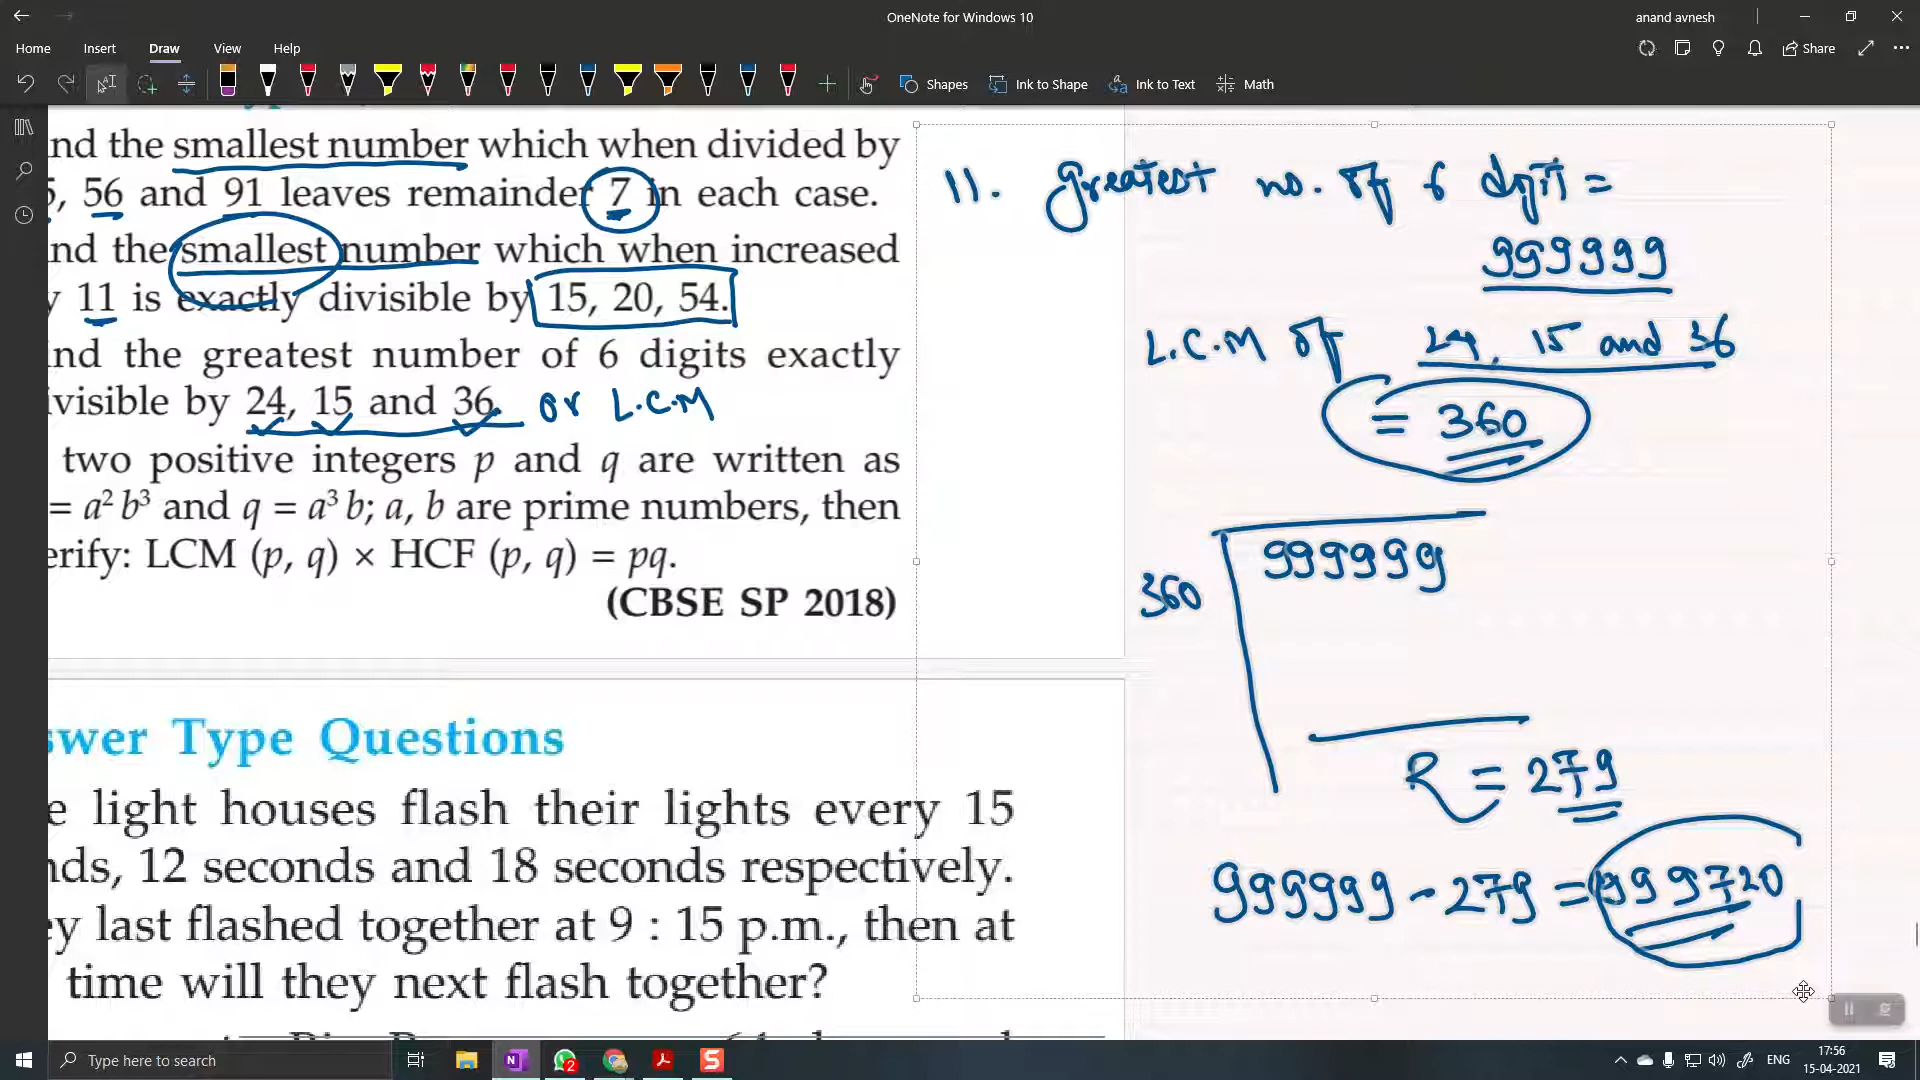 OneNote for Windows 10
anand avnesh
Home Insert Draw View Help
Share
Shapes Ink to Shape Ink to Text Math
nd the smallest number which when divided by
5, 56 and 91 leaves remainder 7 in each case.
nd the smallest number which when increased
y 11 is exactly divisible by 15, 20, 54.
ind the greatest number of 6 digits exactly
ivisible by 24, 15 and 36. or L.C.M
two positive integers p and q are written as
= a² b³ and q = a³ b; a, b are prime numbers, then
erify: LCM (p, q) × HCF (p, q) = pq.
(CBSE SP 2018)
swer Type Questions
e light houses flash their lights every 15
nds, 12 seconds and 18 seconds respectively.
ey last flashed together at 9 : 15 p.m., then at
time will they next flash together?
11. Greatest no. of 6 digit =
999999
L.C.M of 24, 15 and 36
= 360
999999
360
R = 279
999999 - 279 = 999720
Type here to search
2
ENG
17:56
15-04-2021